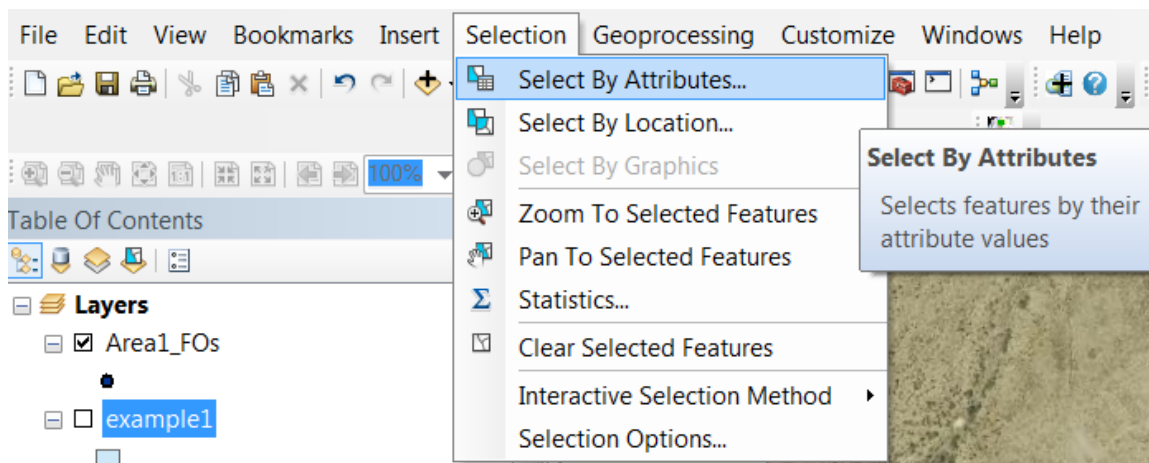 File Edit View Bookmarks Insert Selection Geoprocessing Customize Windows Help
Select By Attributes...
Select By Location...
Select By Graphics
Zoom To Selected Features
Pan To Selected Features
Statistics...
Clear Selected Features
Interactive Selection Method
Selection Options...
Select By Attributes
Selects features by their
attribute values
1:1
100%
Table Of Contents
Layers
Area1_FOs
example1